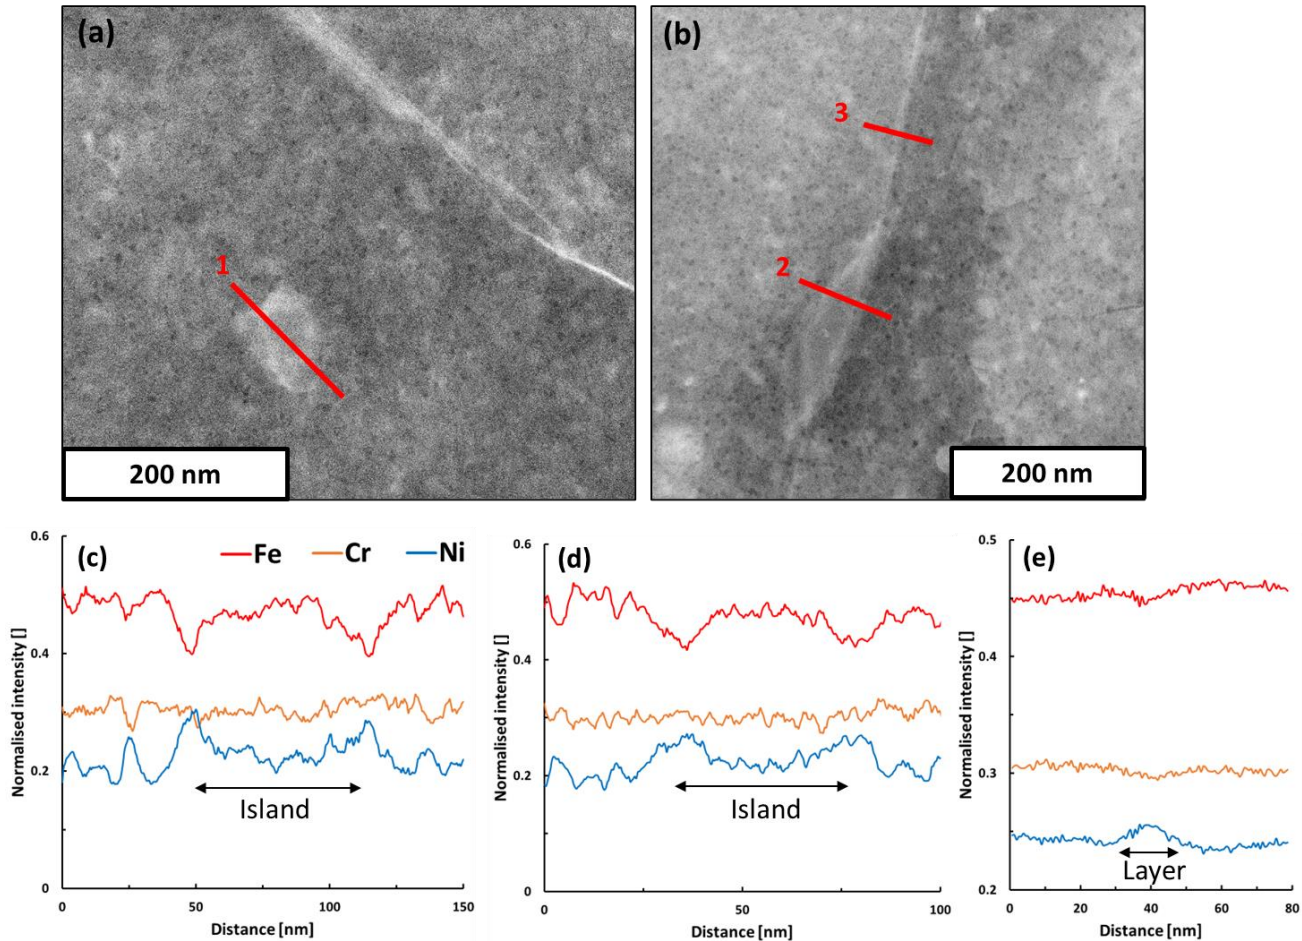 (a)
1
200 nm
(b)
3
2
200 nm
(c)
Fe Cr Ni
0.6
0.4
0.2
0
Normalised intensity []
Island
0 50 100 150
Distance [nm]
(d)
0.6
0.4
0.2
0
Normalised intensity []
Island
0 50 100
Distance [nm]
(e)
0.5
0.4
0.3
0.2
Normalised intensity []
Layer
0 20 40 60 80
Distance [nm]